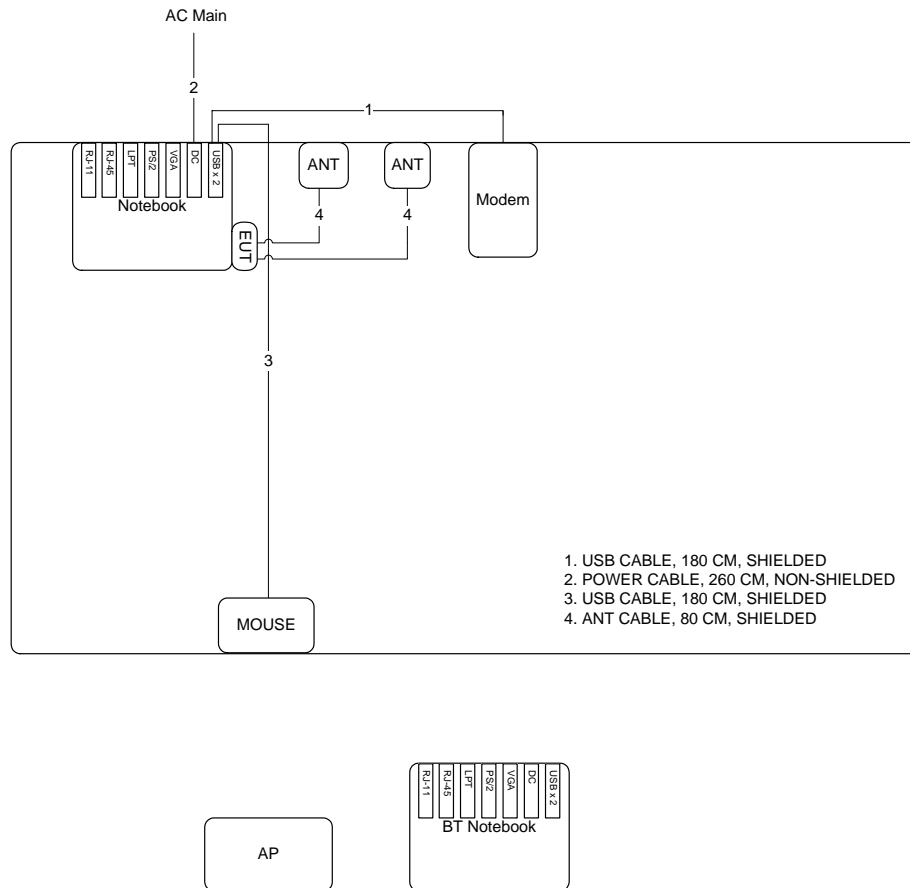 AC Main
2
1
RJ-11
RJ-45
LPT
PS/2
VGA
DC
USB x 2
Notebook
EUT
ANT
ANT
4
4
Modem
3
1. USB CABLE, 180 CM, SHIELDED
2. POWER CABLE, 260 CM, NON-SHIELDED
3. USB CABLE, 180 CM, SHIELDED
4. ANT CABLE, 80 CM, SHIELDED
MOUSE
RJ-11
RJ-45
LPT
PS/2
VGA
DC
USB x 2
BT Notebook
AP